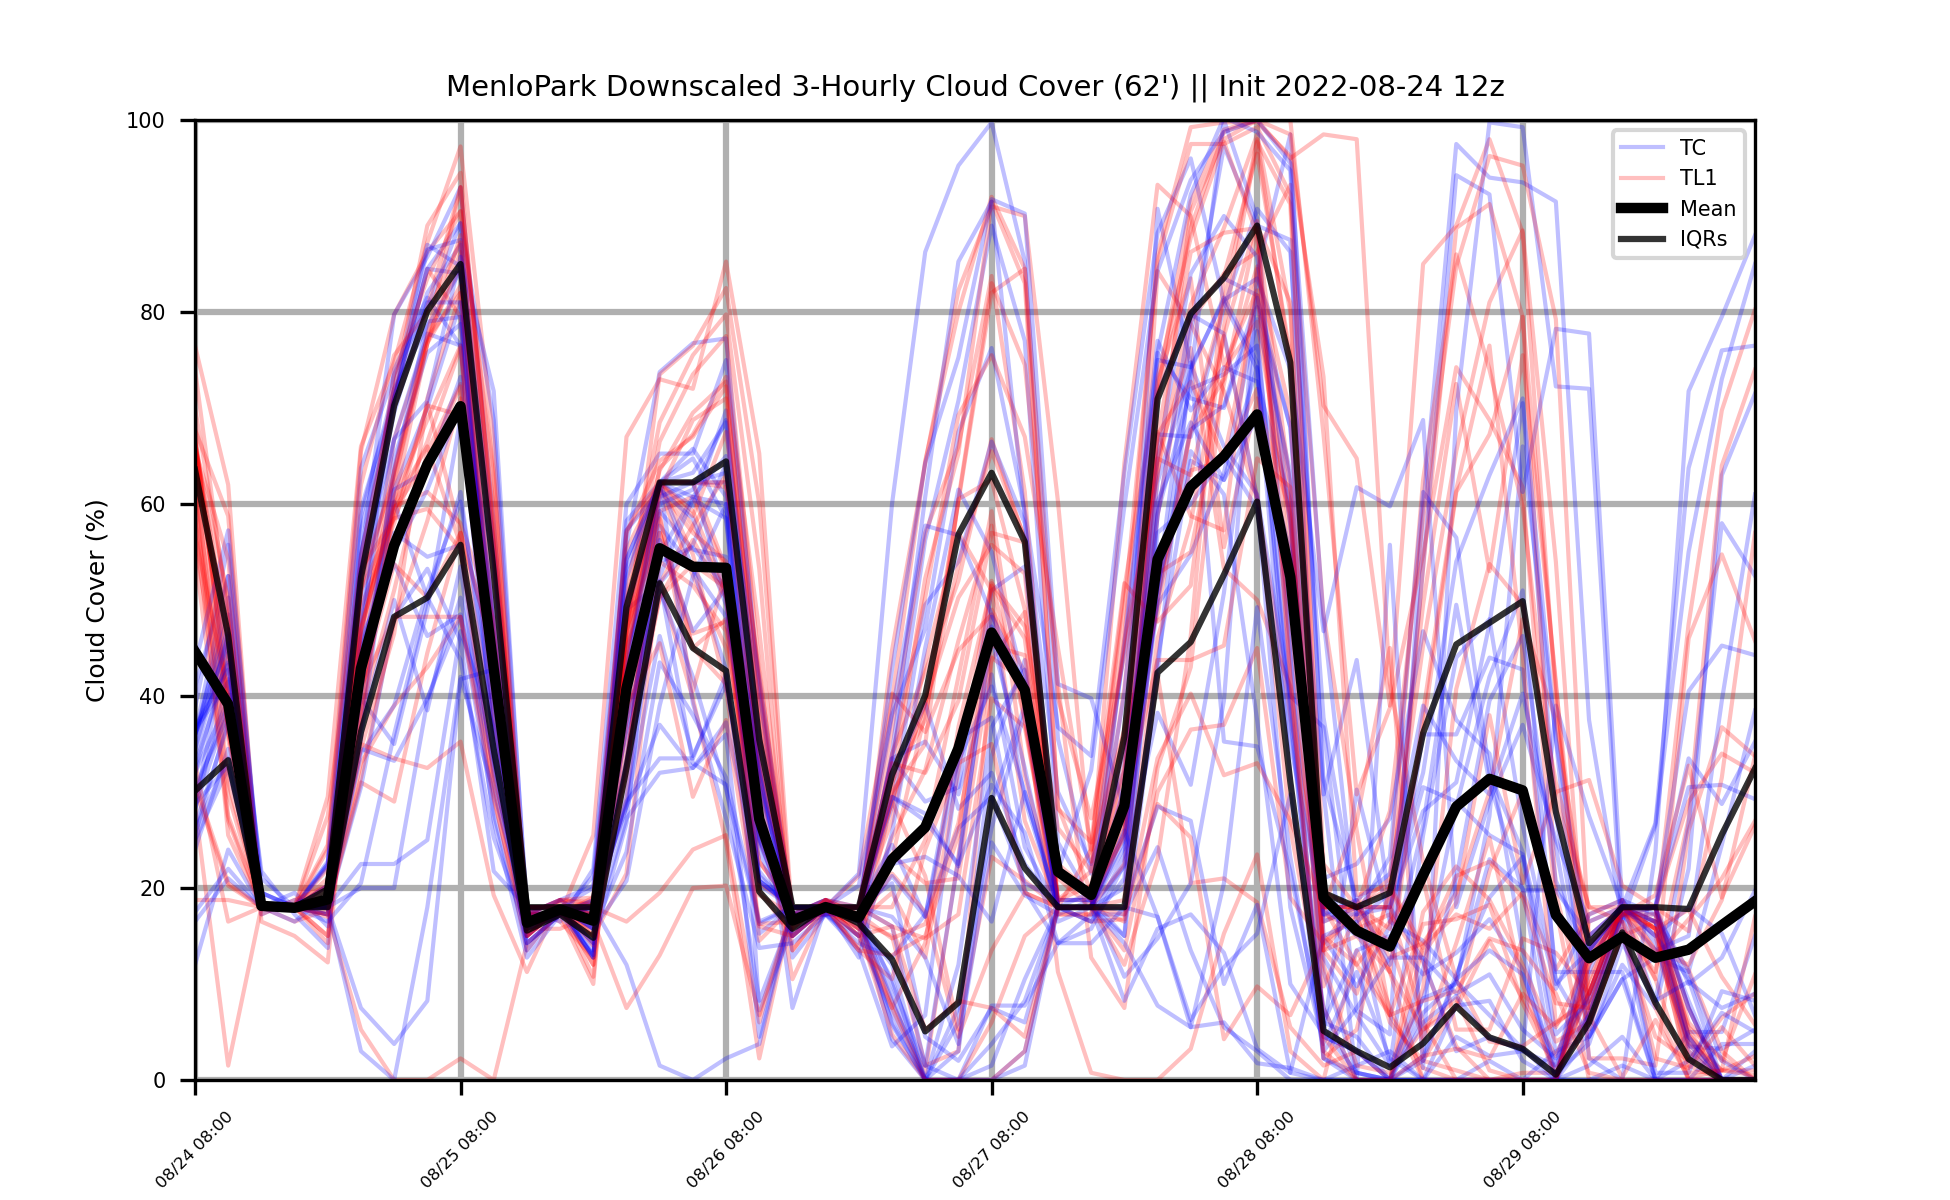 MenloPark Downscaled 3-Hourly Cloud Cover (62') || Init 2022-08-24 12z
100
80
60
40
20
0
Cloud Cover (%)
TC
TL1
Mean
IQRs
08/24 08:00
08/25 08:00
08/26 08:00
08/27 08:00
08/28 08:00
08/29 08:00